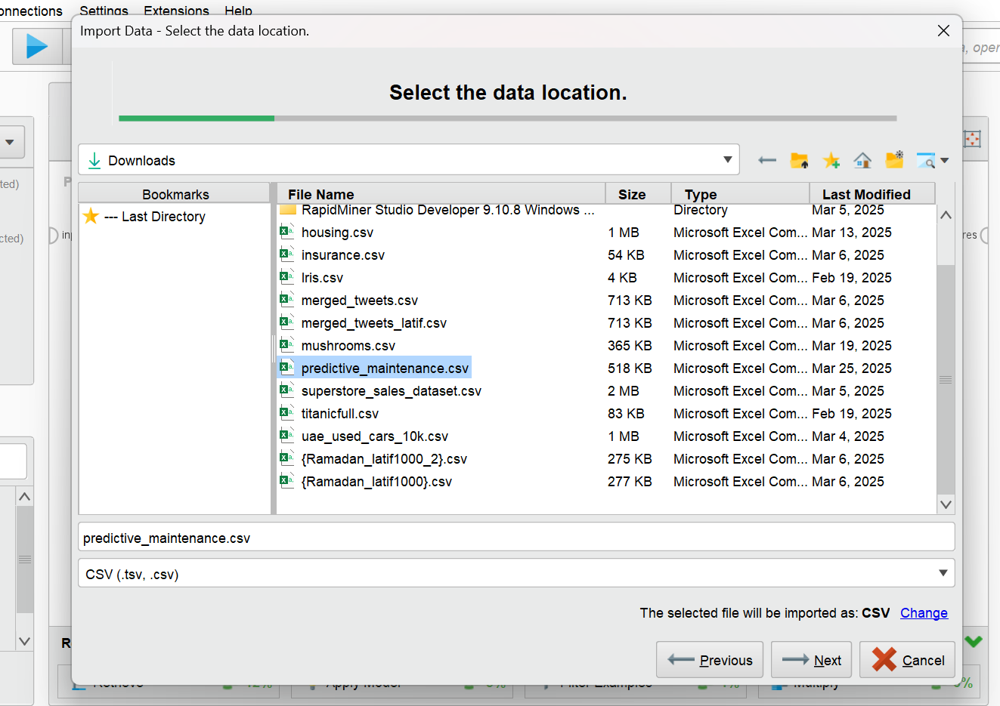 Settings Extensions Help
Import Data - Select the data location.
Select the data location.
Downloads
Bookmarks
--- Last Directory
File Name Size Type Last Modified
RapidMiner Studio Developer 9.10.8 Windows ... Directory Mar 5, 2025
housing.csv 1 MB Microsoft Excel Com... Mar 13, 2025
insurance.csv 54 KB Microsoft Excel Com... Mar 6, 2025
Iris.csv 4 KB Microsoft Excel Com... Feb 19, 2025
merged_tweets.csv 713 KB Microsoft Excel Com... Mar 6, 2025
merged_tweets_latif.csv 713 KB Microsoft Excel Com... Mar 6, 2025
mushrooms.csv 365 KB Microsoft Excel Com... Mar 19, 2025
predictive_maintenance.csv 518 KB Microsoft Excel Com... Mar 25, 2025
superstore_sales_dataset.csv 2 MB Microsoft Excel Com... Mar 5, 2025
titanicfull.csv 83 KB Microsoft Excel Com... Feb 19, 2025
uae_used_cars_10k.csv 1 MB Microsoft Excel Com... Mar 4, 2025
{Ramadan_latif1000_2}.csv 275 KB Microsoft Excel Com... Mar 6, 2025
{Ramadan_latif1000}.csv 277 KB Microsoft Excel Com... Mar 6, 2025
predictive_maintenance.csv
CSV (.tsv, .csv)
The selected file will be imported as: CSV Change
Previous Next Cancel
Retrieve Apply Model Filter Examples Multiply